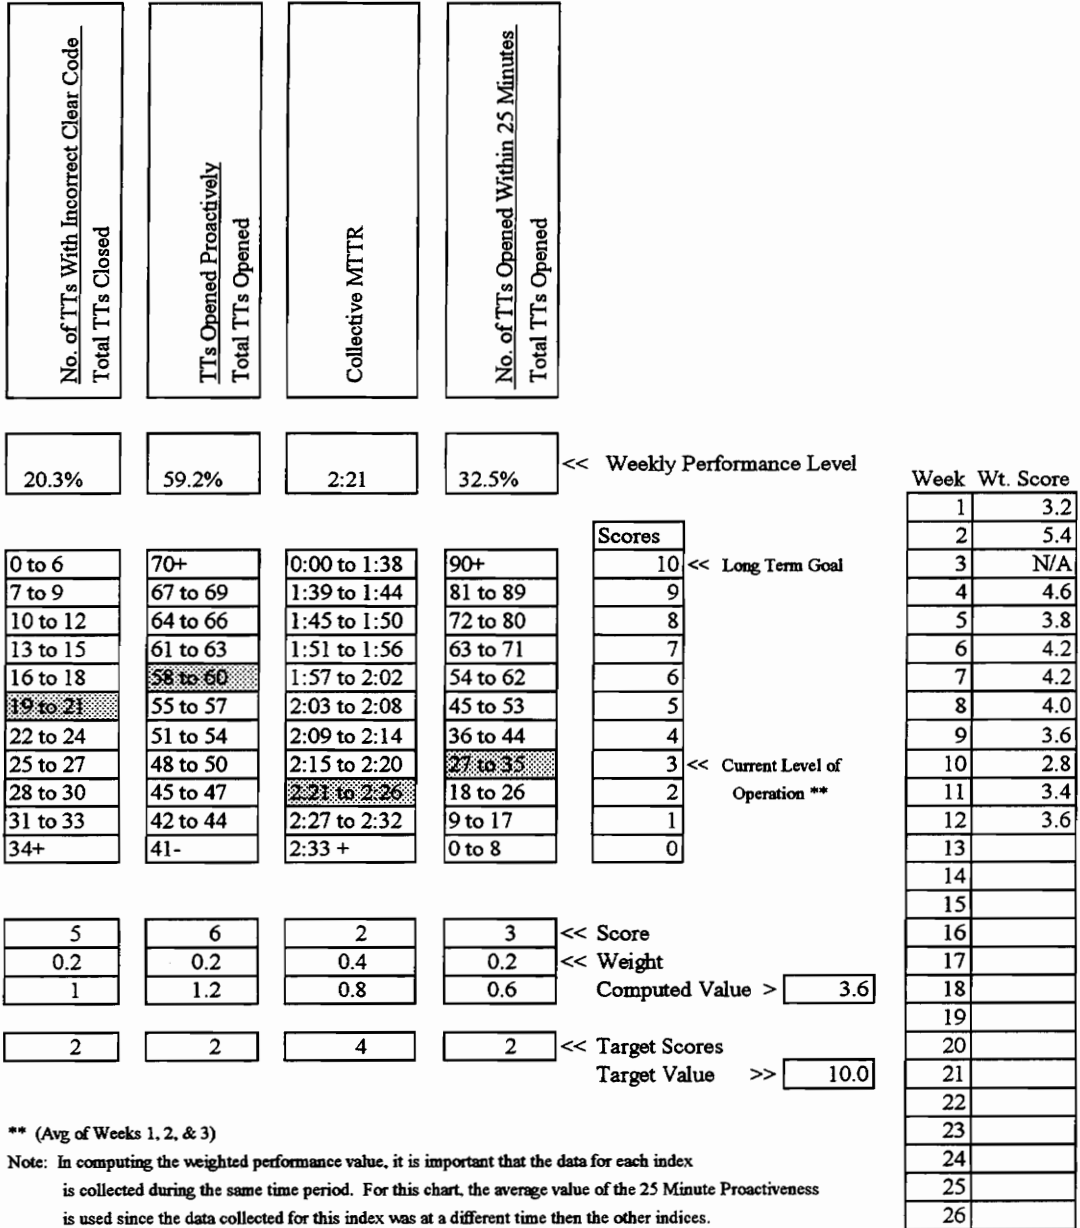 No. of TTs With Incorrect Clear Code
Total TTs Closed
TTs Opened Proactively
Total TTs Opened
Collective MTTR
No. of TTs Opened Within 25 Minutes
Total TTs Opened
20.3% 59.2% 2:21 32.5% << Weekly Performance Level
Scores
0 to 6 70+ 0:00 to 1:38 90+ 10 << Long Term Goal
7 to 9 67 to 69 1:39 to 1:44 81 to 89 9
10 to 12 64 to 66 1:45 to 1:50 72 to 80 8
13 to 15 61 to 63 1:51 to 1:56 63 to 71 7
16 to 18 58 to 60 1:57 to 2:02 54 to 62 6
19 to 21 55 to 57 2:03 to 2:08 45 to 53 5
22 to 24 51 to 54 2:09 to 2:14 36 to 44 4
25 to 27 48 to 50 2:15 to 2:20 27 to 35 3 << Current Level of
28 to 30 45 to 47 2:21 to 2:26 18 to 26 2 Operation **
31 to 33 42 to 44 2:27 to 2:32 9 to 17 1
34+ 41- 2:33 + 0 to 8 0
5 6 2 3 << Score
0.2 0.2 0.4 0.2 << Weight
1 1.2 0.8 0.6 Computed Value > 3.6
2 2 4 2 << Target Scores
Target Value >> 10.0
Week Wt. Score
1 3.2
2 5.4
3 N/A
4 4.6
5 3.8
6 4.2
7 4.2
8 4.0
9 3.6
10 2.8
11 3.4
12 3.6
13
14
15
16
17
18
19
20
21
22
23
24
25
26
** (Avg of Weeks 1, 2, & 3)
Note: In computing the weighted performance value, it is important that the data for each index
is collected during the same time period. For this chart, the average value of the 25 Minute Proactiveness
is used since the data collected for this index was at a different time then the other indices.